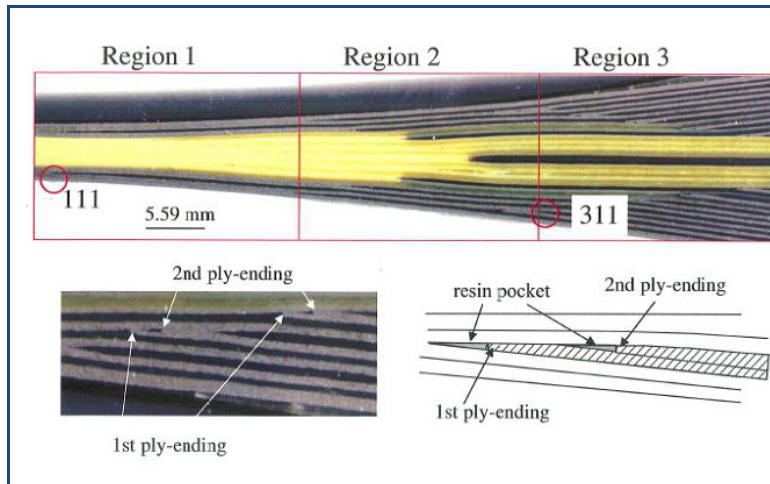 Region 1
Region 2
Region 3
111
5.59 mm
311
2nd ply-ending
1st ply-ending
resin pocket
2nd ply-ending
1st ply-ending